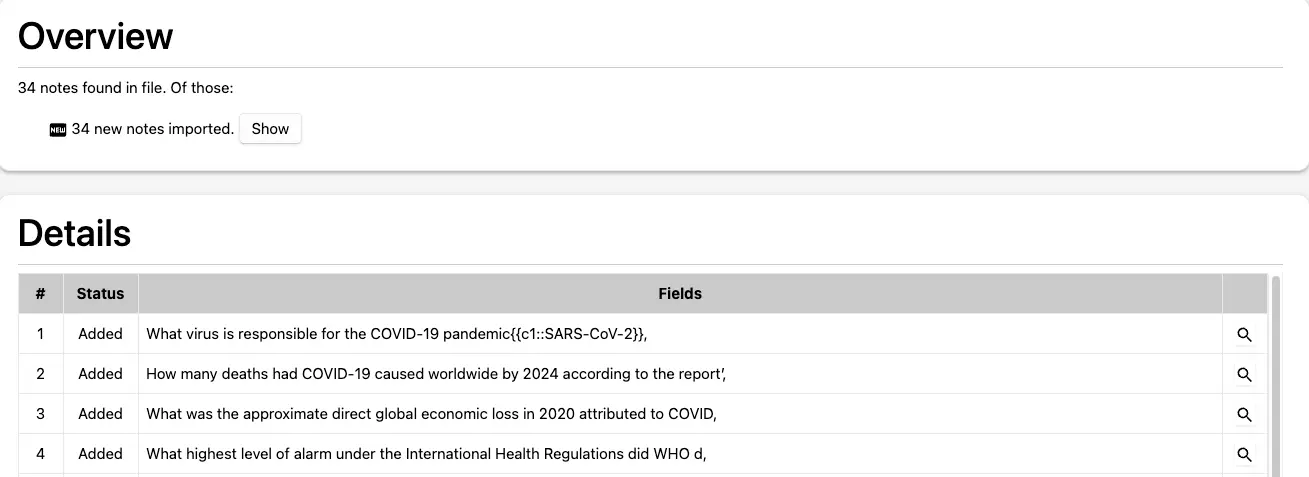 Overview
34 notes found in file. Of those:
NEW 34 new notes imported. Show
Details
# Status Fields
1 Added What virus is responsible for the COVID-19 pandemic{{c1::SARS-CoV-2}},
2 Added How many deaths had COVID-19 caused worldwide by 2024 according to the report’,
3 Added What was the approximate direct global economic loss in 2020 attributed to COVID,
4 Added What highest level of alarm under the International Health Regulations did WHO d,